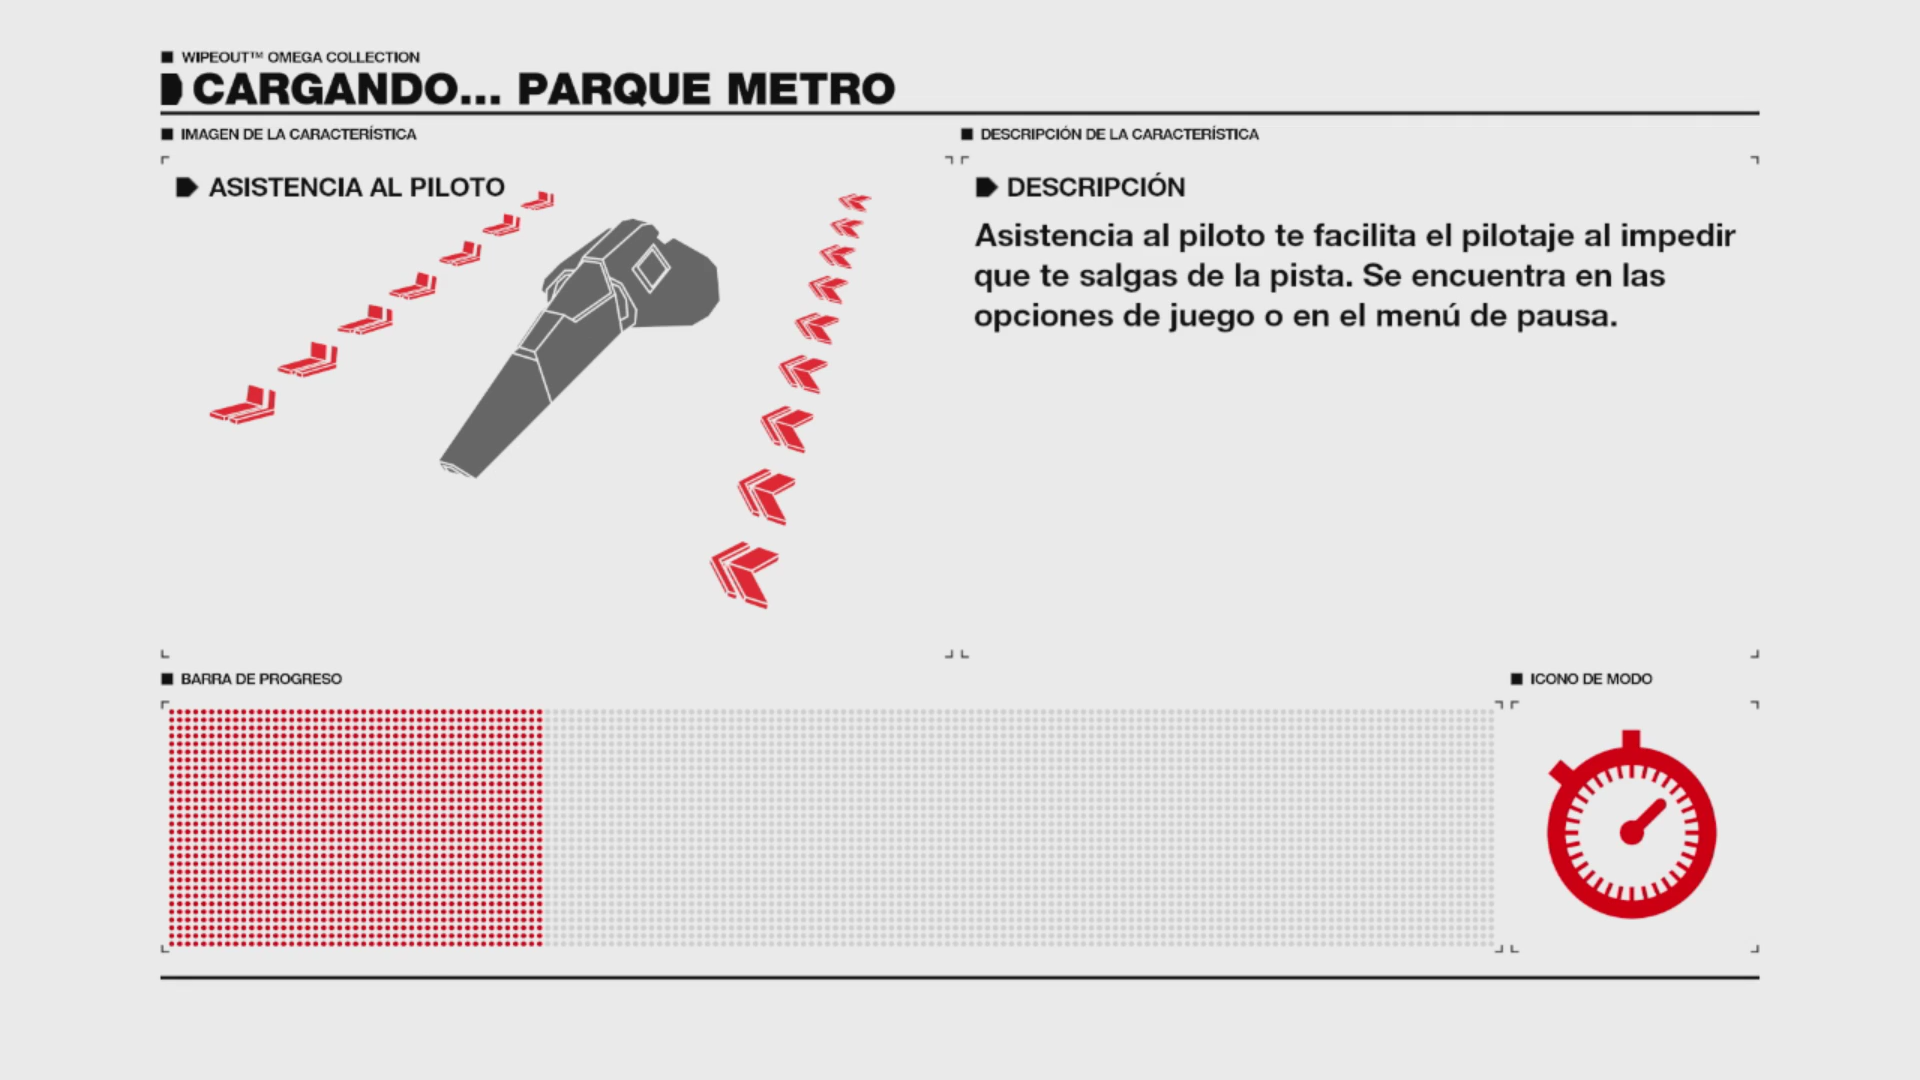 WIPEOUT™ OMEGA COLLECTION
CARGANDO... PARQUE METRO
IMAGEN DE LA CARACTERÍSTICA
ASISTENCIA AL PILOTO
DESCRIPCIÓN DE LA CARACTERÍSTICA
DESCRIPCIÓN
Asistencia al piloto te facilita el pilotaje al impedir
que te salgas de la pista. Se encuentra en las
opciones de juego o en el menú de pausa.
BARRA DE PROGRESO
ICONO DE MODO